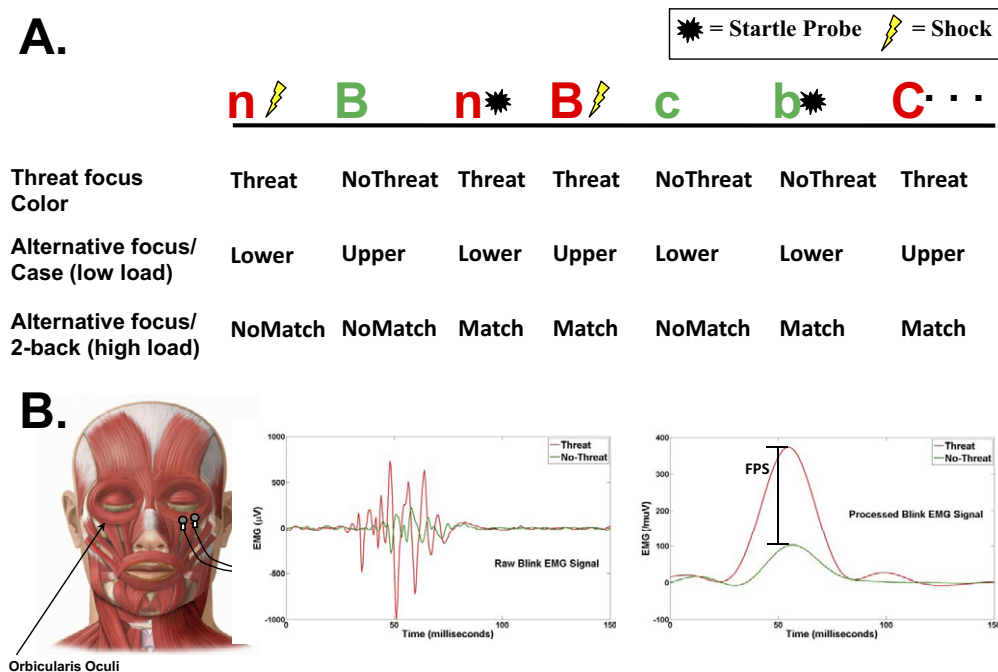 A.
= Startle Probe = Shock
n B n B c b C . . .
Threat focus
Color
Threat NoThreat Threat Threat NoThreat NoThreat Threat
Alternative focus/
Case (low load)
Lower Upper Lower Upper Lower Lower Upper
Alternative focus/
2-back (high load)
NoMatch NoMatch Match Match NoMatch Match Match
B.
Orbicularis Oculi
1000
500
0
-500
-1000
EMG (µV)
Threat
No-Threat
Raw Blink EMG Signal
0 50 100 150
Time (milliseconds)
400
300
200
100
0
-100
EMG [/muV)
FPS
Threat
No-Threat
Processed Blink EMG Signal
0 50 100 150
Time (milliseconds)